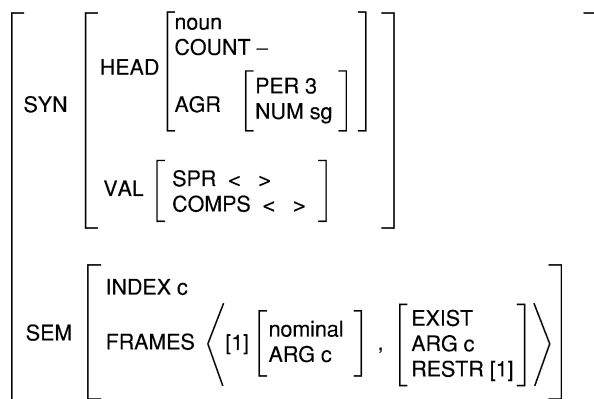 noun
COUNT –
HEAD
PER 3
AGR
NUM sg
SYN
SPR < >
VAL
COMPS < >
INDEX c
EXIST
nominal
SEM
FRAMES < [1] , ARG c >
ARG c
RESTR [1]